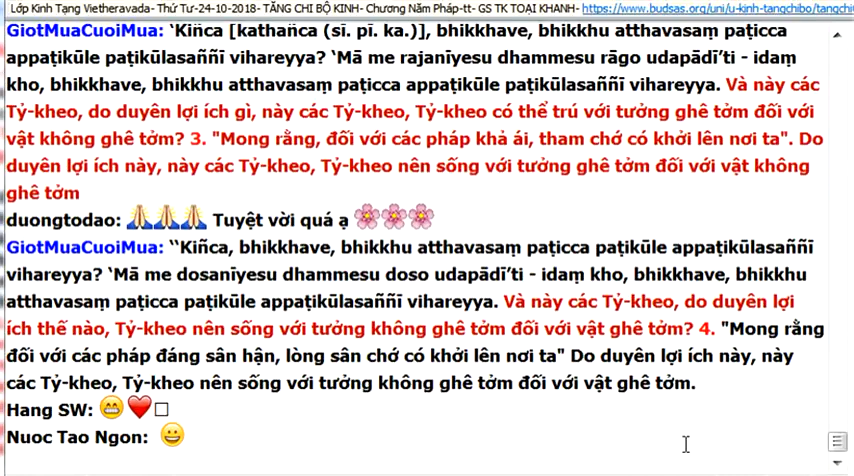 Lớp Kinh Tạng Vietheravada- Thứ Tư-24-10-2018- TĂNG CHI BỘ KINH- Chương Năm Pháp-tt- GS TK TOẠI KHANH- https://www.budsas.org/uni/u-kinh-tangchibo/tangchi
GiotMuaCuoiMua: ‘Kiñca [kathañca (sī. pī. ka.)], bhikkhave, bhikkhu atthavasaṃ paṭicca
appaṭikūle paṭikūlasaññī vihareyya? ‘Mā me rajanīyesu dhammesu rāgo udapādī’ti - idaṃ
kho, bhikkhave, bhikkhu atthavasaṃ paṭicca appaṭikūle paṭikūlasaññī vihareyya. Và này các
Tỷ-kheo, do duyên lợi ích gì, này các Tỷ-kheo, Tỷ-kheo có thể trú với tưởng ghê tởm đối với
vật không ghê tởm? 3. "Mong rằng, đối với các pháp khả ái, tham chớ có khởi lên nơi ta". Do
duyên lợi ích này, này các Tỷ-kheo, Tỷ-kheo nên sống với tưởng ghê tởm đối với vật không
ghê tởm
duongtodao: 🙏🙏🙏 Tuyệt vời quá ạ 🌸🌸🌸
GiotMuaCuoiMua: ‘‘Kiñca, bhikkhave, bhikkhu atthavasaṃ paṭicca paṭikūle appaṭikūlasaññī
vihareyya? ‘Mā me dosanīyesu dhammesu doso udapādī’ti - idaṃ kho, bhikkhave, bhikkhu
atthavasaṃ paṭicca paṭikūle appaṭikūlasaññī vihareyya. Và này các Tỷ-kheo, do duyên lợi
ích thế nào, Tỷ-kheo nên sống với tưởng không ghê tởm đối với vật ghê tởm? 4. "Mong rằng
đối với các pháp đáng sân hận, lòng sân chớ có khởi lên nơi ta" Do duyên lợi ích này, này
các Tỷ-kheo, Tỷ-kheo nên sống với tưởng không ghê tởm đối với vật ghê tởm.
Hang SW: 😁❤️□
Nuoc Tao Ngon: 😀